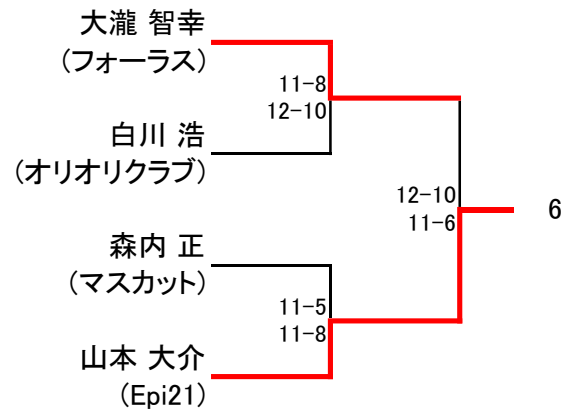 大瀧 智幸
(フォーラス)
11-8
12-10
白川 浩
(オリオリクラブ)
12-10
11-6
6
森内 正
(マスカット)
11-5
11-8
山本 大介
(Epi21)